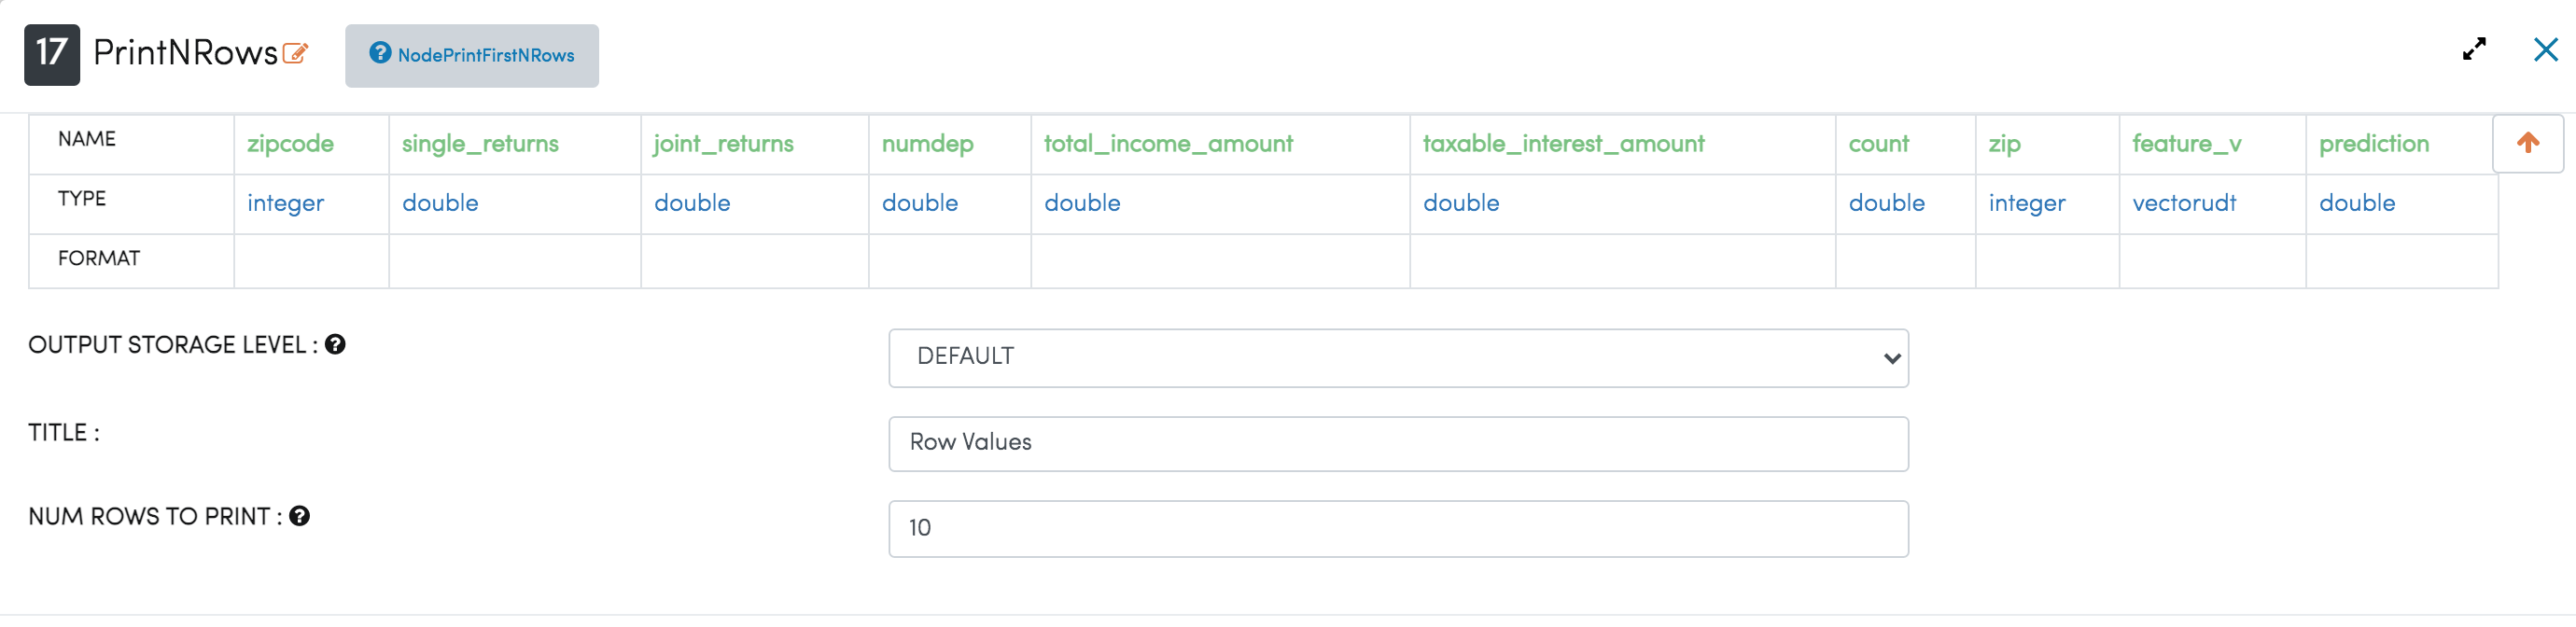 17 PrintNRows NodePrintFirstNRows
NAME zipcode single_returns joint_returns numdep total_income_amount taxable_interest_amount count zip feature_v prediction
TYPE integer double double double double double double integer vectorudt double
FORMAT
OUTPUT STORAGE LEVEL : DEFAULT
TITLE : Row Values
NUM ROWS TO PRINT : 10